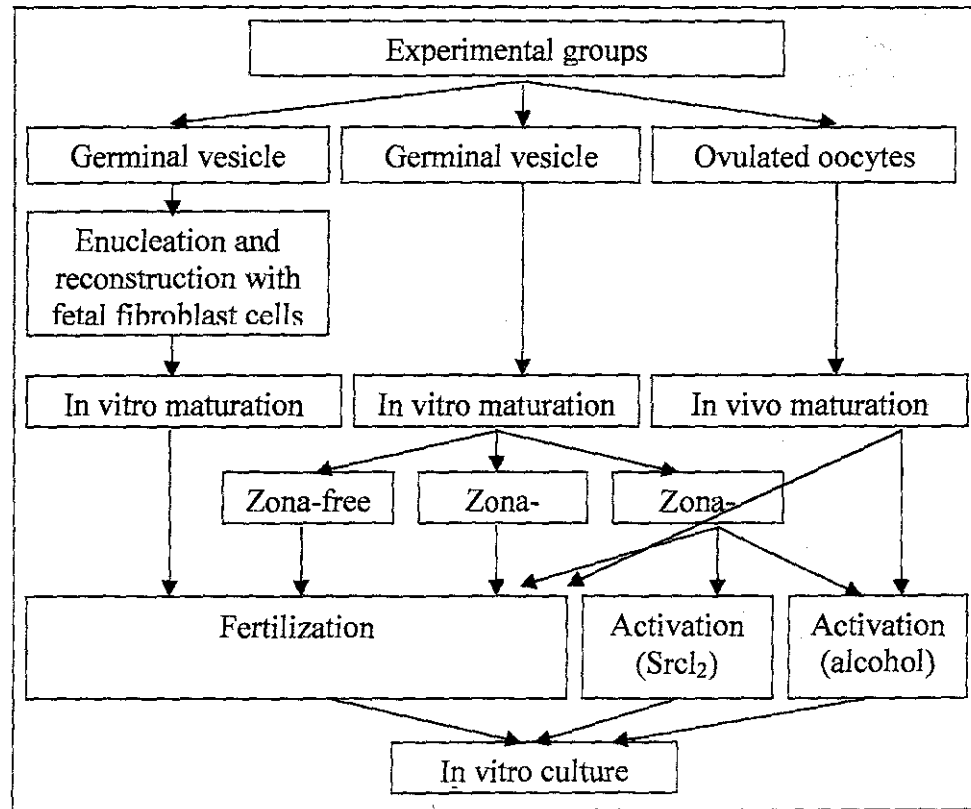 Experimental groups
Germinal vesicle
Germinal vesicle
Ovulated oocytes
Enucleation and
reconstruction with
fetal fibroblast cells
In vitro maturation
In vitro maturation
In vivo maturation
Zona-free
Zona-
Zona-
Fertilization
Activation
(Srcl₂)
Activation
(alcohol)
In vitro culture